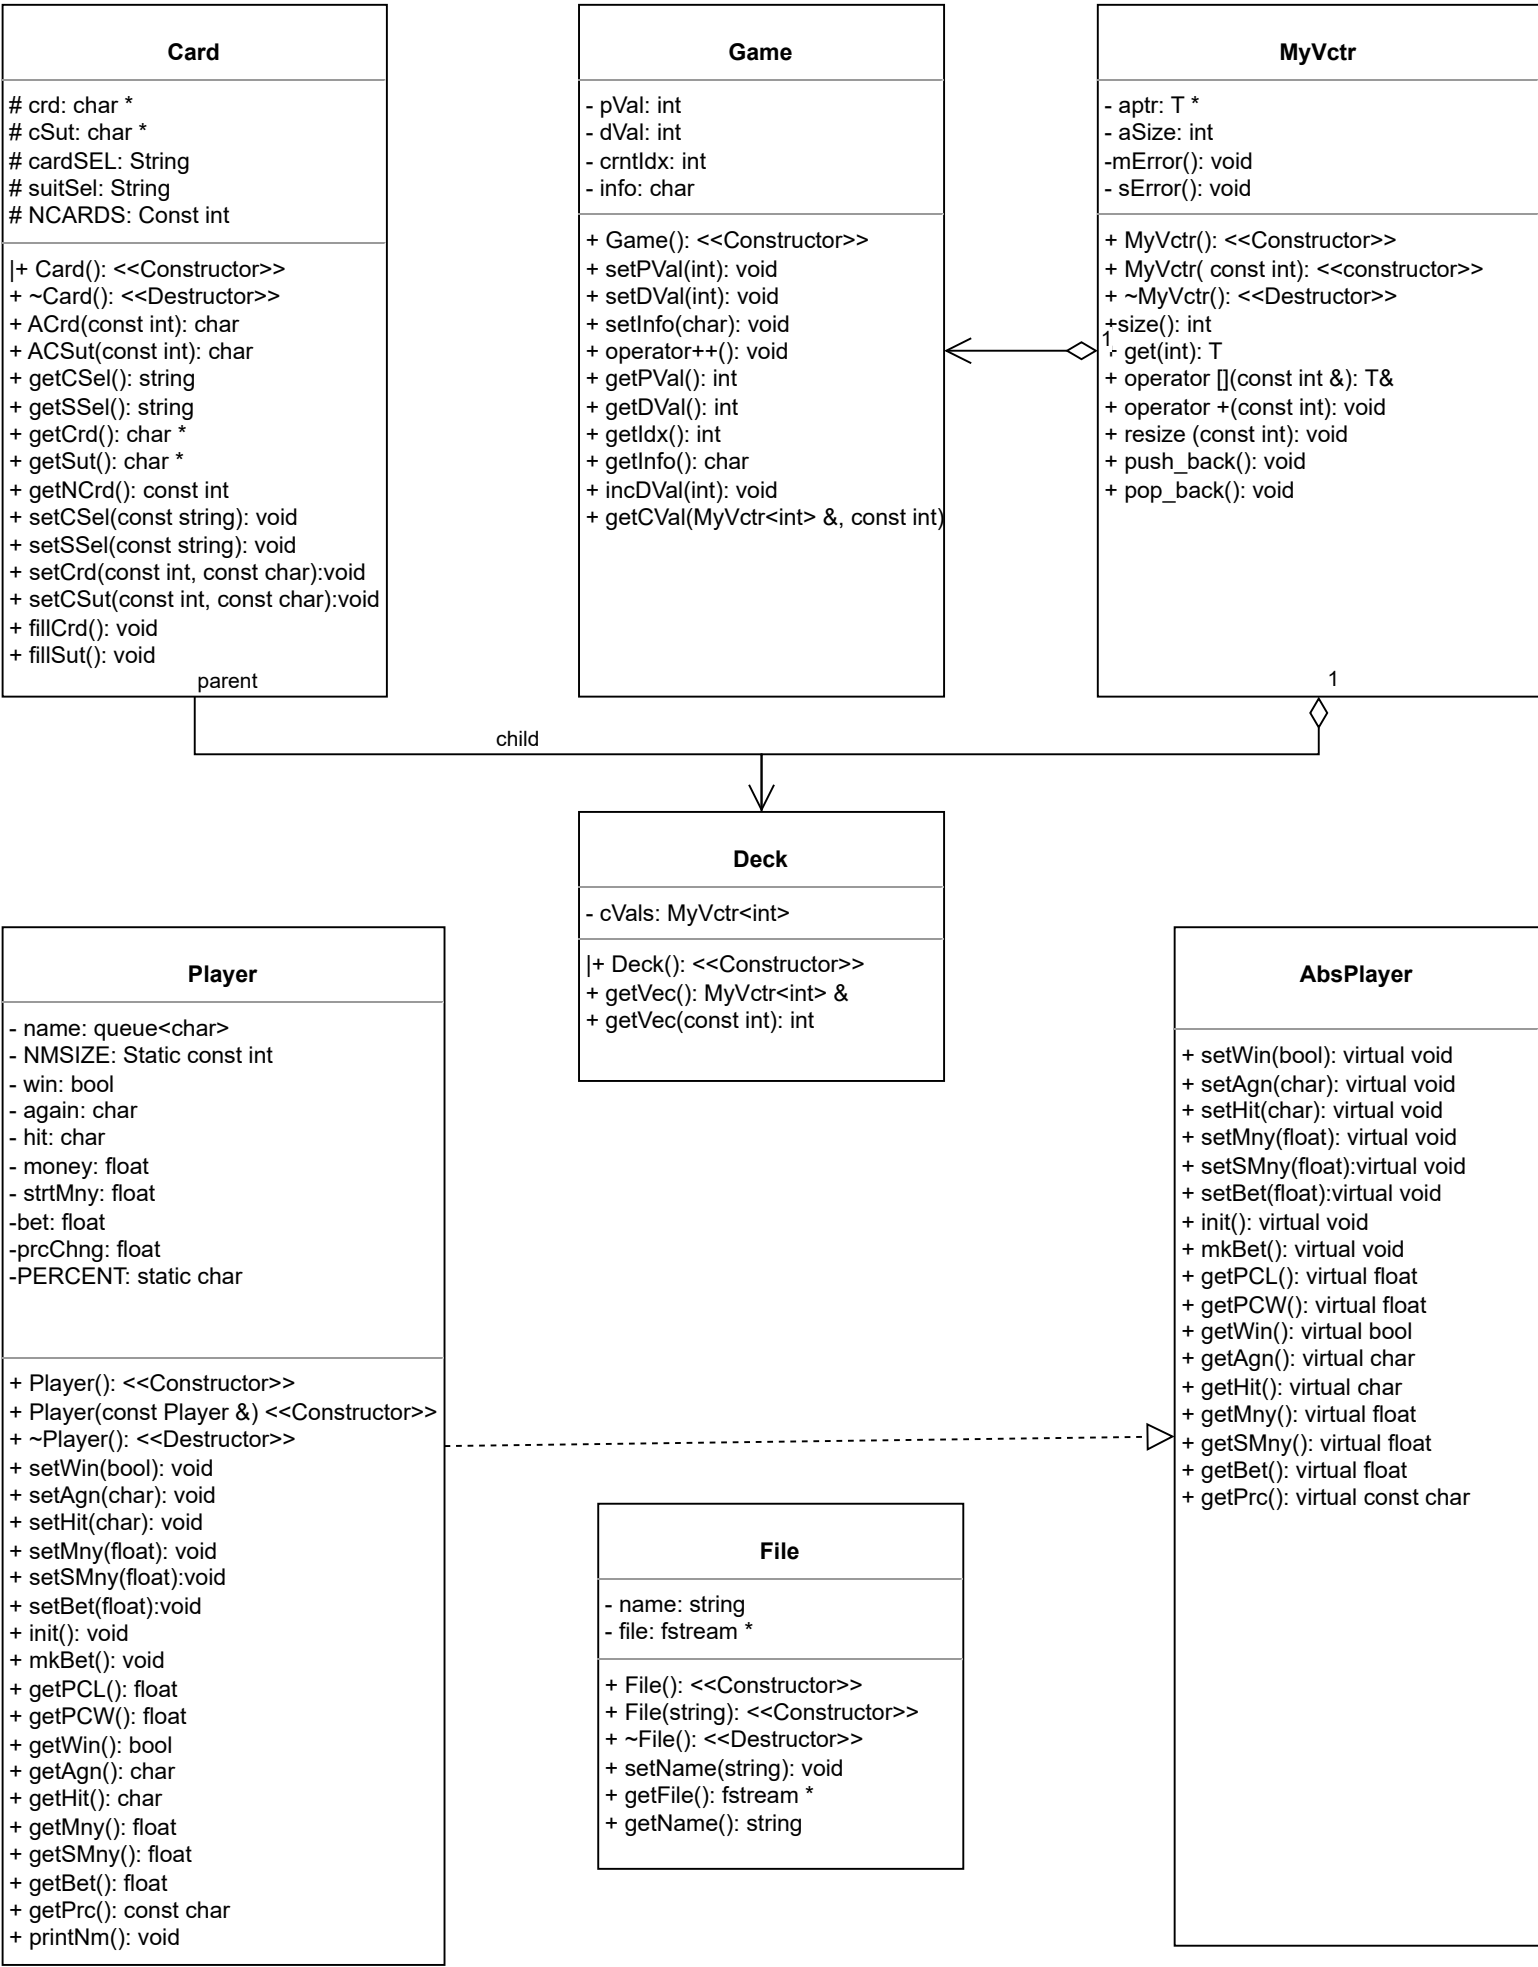 Card
# crd: char *
# cSut: char *
# cardSEL: String
# suitSel: String
# NCARDS: Const int
|+ Card(): <<Constructor>>
+ ~Card(): <<Destructor>>
+ ACrd(const int): char
+ ACSut(const int): char
+ getCSel(): string
+ getSSel(): string
+ getCrd(): char *
+ getSut(): char *
+ getNCrd(): const int
+ setCSel(const string): void
+ setSSel(const string): void
+ setCrd(const int, const char):void
+ setCSut(const int, const char):void
+ fillCrd(): void
+ fillSut(): void
parent
Game
- pVal: int
- dVal: int
- crntIdx: int
- info: char
+ Game(): <<Constructor>>
+ setPVal(int): void
+ setDVal(int): void
+ setInfo(char): void
+ operator++(): void
+ getPVal(): int
+ getDVal(): int
+ getIdx(): int
+ getInfo(): char
+ incDVal(int): void
+ getCVal(MyVctr<int> &, const int)
MyVctr
- aptr: T *
- aSize: int
-mError(): void
- sError(): void
+ MyVctr(): <<Constructor>>
+ MyVctr( const int): <<constructor>>
+ ~MyVctr(): <<Destructor>>
+size(): int
1
+ get(int): T
+ operator [](const int &): T&
+ operator +(const int): void
+ resize (const int): void
+ push_back(): void
+ pop_back(): void
1
child
Deck
- cVals: MyVctr<int>
|+ Deck(): <<Constructor>>
+ getVec(): MyVctr<int> &
+ getVec(const int): int
Player
- name: queue<char>
- NMSIZE: Static const int
- win: bool
- again: char
- hit: char
- money: float
- strtMny: float
-bet: float
-prcChng: float
-PERCENT: static char
+ Player(): <<Constructor>>
+ Player(const Player &) <<Constructor>>
+ ~Player(): <<Destructor>>
+ setWin(bool): void
+ setAgn(char): void
+ setHit(char): void
+ setMny(float): void
+ setSMny(float):void
+ setBet(float):void
+ init(): void
+ mkBet(): void
+ getPCL(): float
+ getPCW(): float
+ getWin(): bool
+ getAgn(): char
+ getHit(): char
+ getMny(): float
+ getSMny(): float
+ getBet(): float
+ getPrc(): const char
+ printNm(): void
File
- name: string
- file: fstream *
+ File(): <<Constructor>>
+ File(string): <<Constructor>>
+ ~File(): <<Destructor>>
+ setName(string): void
+ getFile(): fstream *
+ getName(): string
AbsPlayer
+ setWin(bool): virtual void
+ setAgn(char): virtual void
+ setHit(char): virtual void
+ setMny(float): virtual void
+ setSMny(float):virtual void
+ setBet(float):virtual void
+ init(): virtual void
+ mkBet(): virtual void
+ getPCL(): virtual float
+ getPCW(): virtual float
+ getWin(): virtual bool
+ getAgn(): virtual char
+ getHit(): virtual char
+ getMny(): virtual float
+ getSMny(): virtual float
+ getBet(): virtual float
+ getPrc(): virtual const char